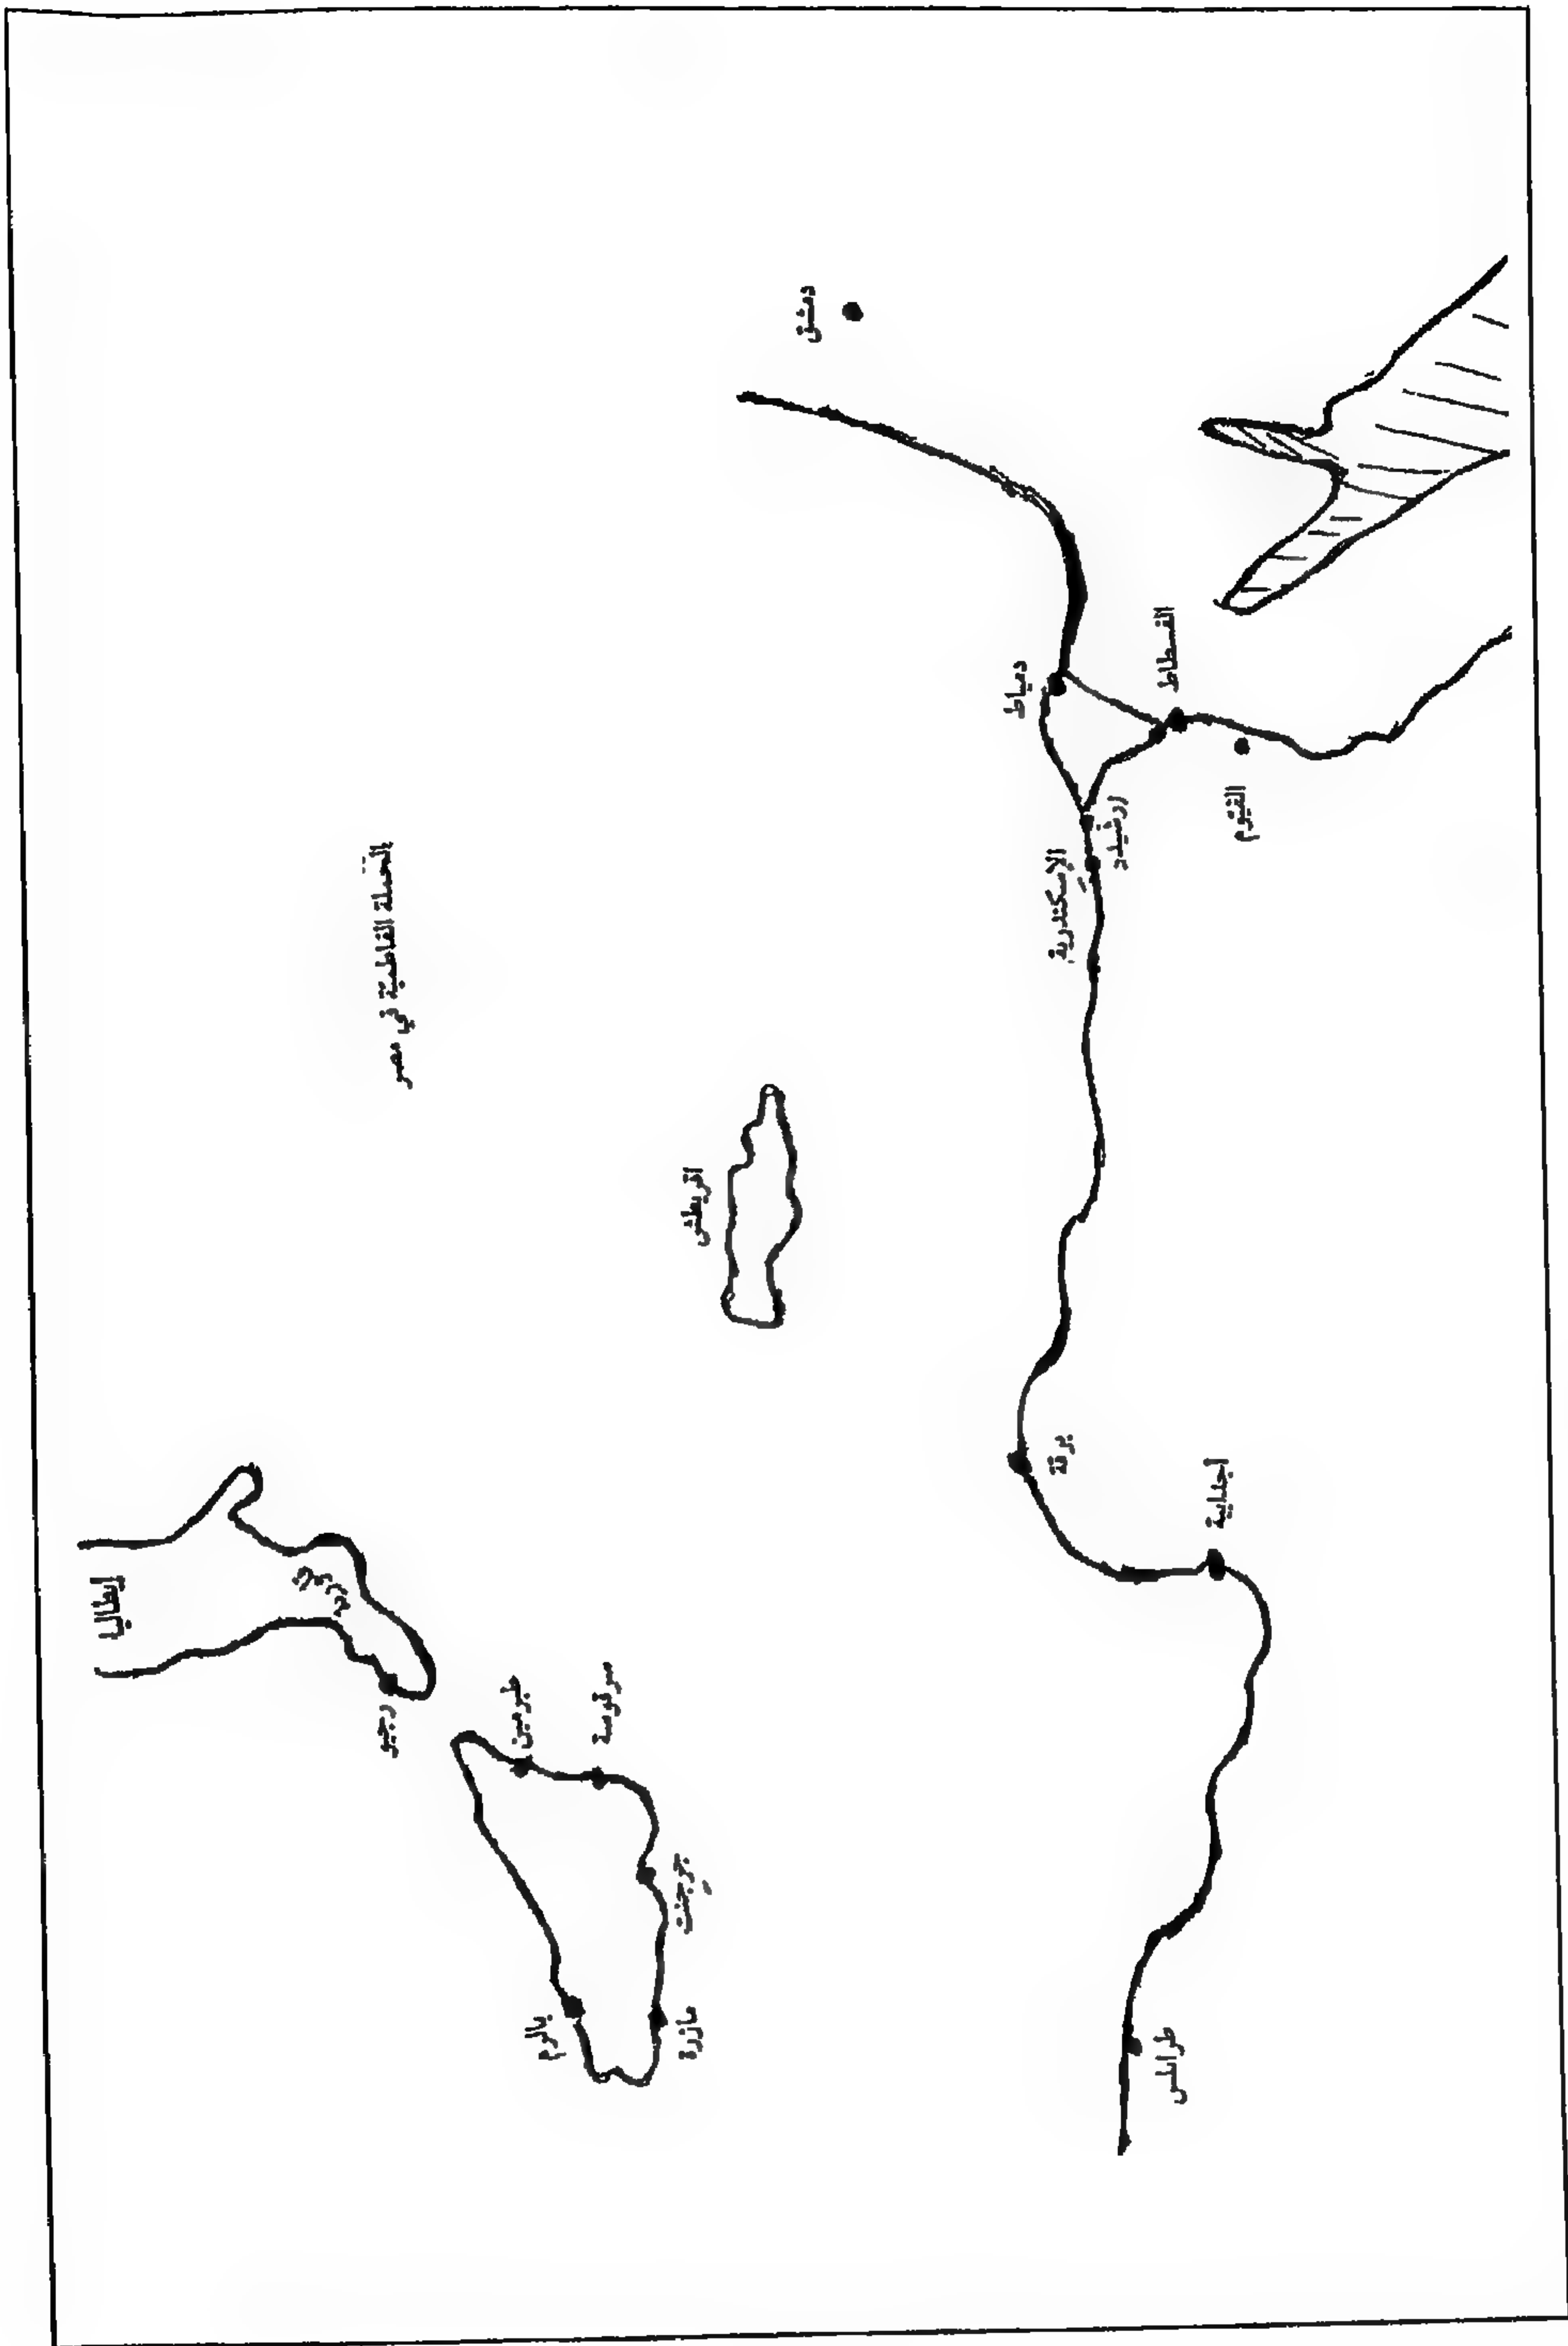 الحملة الفاطمية في مصر
إيطاليا
رجيو
طبرمين
سرقوسة
جرجنت
بالرم
مازرة
اقريطش
دمشق
دمياط
الفسطاط
رشيد
الإسكندرية
الفيوم
برقة
اجدابية
طرابلس